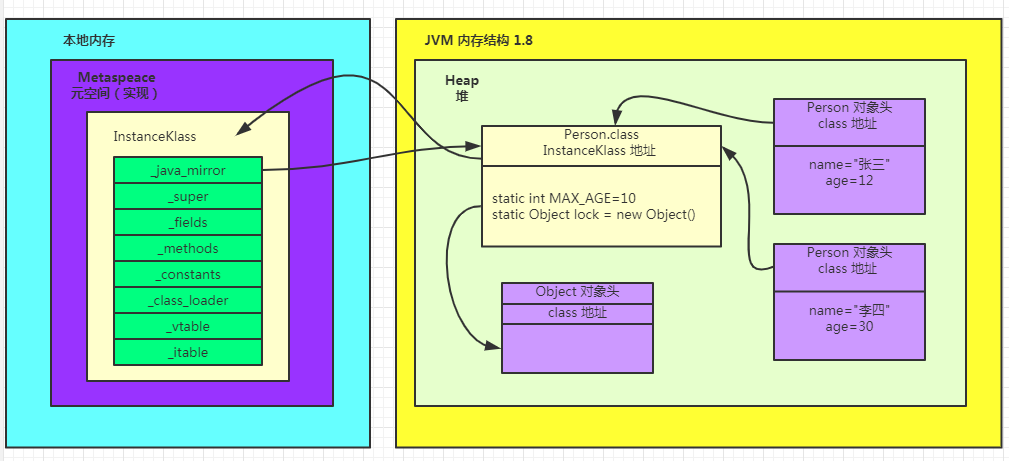 本地内存
Metaspeace
元空间（实现）
InstanceKlass
_java_mirror
_super
_fields
_methods
_constants
_class_loader
_vtable
_itable
JVM 内存结构 1.8
Heap
堆
Person.class
InstanceKlass 地址
static int MAX_AGE=10
static Object lock = new Object()
Object 对象头
class 地址
Person 对象头
class 地址
name="张三"
age=12
Person 对象头
class 地址
name="李四"
age=30